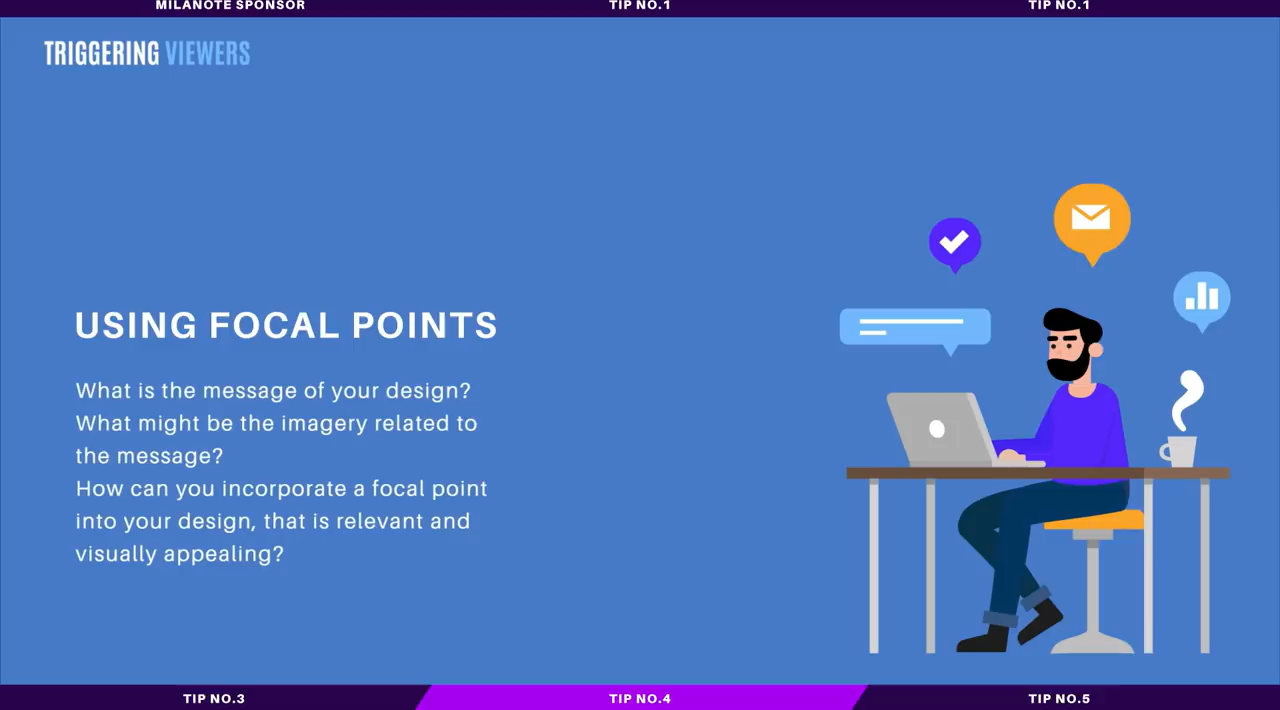 MILANOTE SPONSOR
TIP NO.1
TIP NO.1
TRIGGERING VIEWERS
USING FOCAL POINTS
What is the message of your design?
What might be the imagery related to
the message?
How can you incorporate a focal point
into your design, that is relevant and
visually appealing?
TIP NO.3
TIP NO.4
TIP NO.5